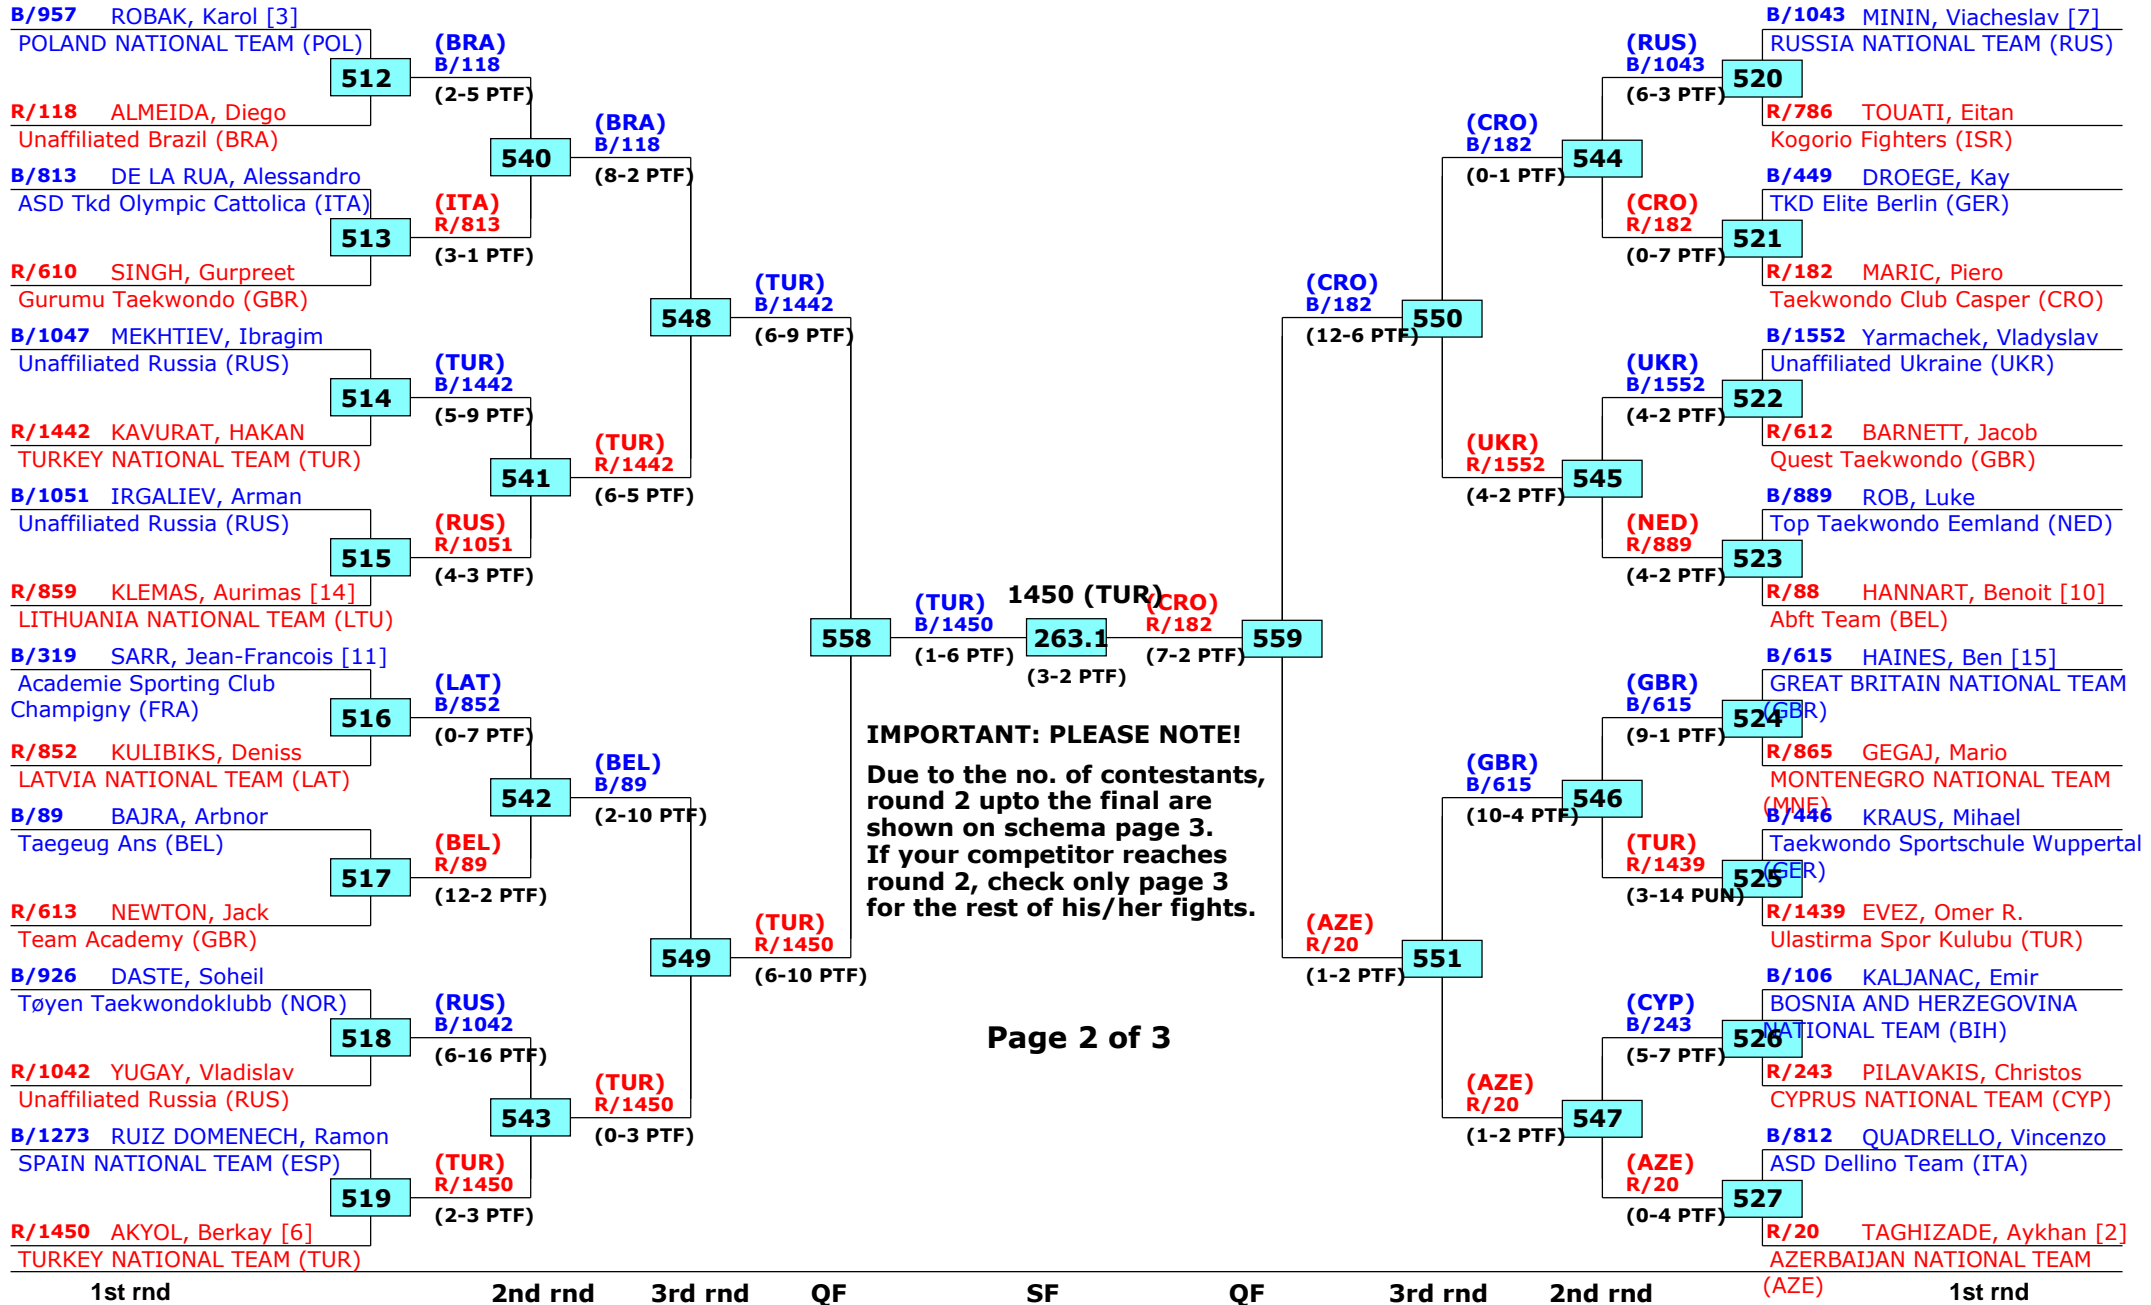 B/957 ROBAK, Karol [3]
POLAND NATIONAL TEAM (POL)
512
R/118 ALMEIDA, Diego
Unaffiliated Brazil (BRA)
B/813 DE LA RUA, Alessandro
ASD Tkd Olympic Cattolica (ITA)
513
R/610 SINGH, Gurpreet
Gurumu Taekwondo (GBR)
B/1047 MEKHTIEV, Ibragim
Unaffiliated Russia (RUS)
514
R/1442 KAVURAT, HAKAN
TURKEY NATIONAL TEAM (TUR)
B/1051 IRGALIEV, Arman
Unaffiliated Russia (RUS)
515
R/859 KLEMAS, Aurimas [14]
LITHUANIA NATIONAL TEAM (LTU)
B/319 SARR, Jean-Francois [11]
Academie Sporting Club
Champigny (FRA)
516
R/852 KULIBIKS, Deniss
LATVIA NATIONAL TEAM (LAT)
B/89 BAJRA, Arbnor
Taegeug Ans (BEL)
517
R/613 NEWTON, Jack
Team Academy (GBR)
B/926 DASTE, Soheil
Tøyen Taekwondoklubb (NOR)
518
R/1042 YUGAY, Vladislav
Unaffiliated Russia (RUS)
B/1273 RUIZ DOMENECH, Ramon
SPAIN NATIONAL TEAM (ESP)
519
R/1450 AKYOL, Berkay [6]
TURKEY NATIONAL TEAM (TUR)
(BRA)
B/118
(2-5 PTF)
540
(ITA)
R/813
(3-1 PTF)
(TUR)
B/1442
(5-9 PTF)
541
(RUS)
R/1051
(4-3 PTF)
(LAT)
B/852
(0-7 PTF)
542
(BEL)
R/89
(12-2 PTF)
(RUS)
B/1042
(6-16 PTF)
543
(TUR)
R/1450
(2-3 PTF)
(BRA)
B/118
(8-2 PTF)
548
(TUR)
R/1442
(6-5 PTF)
(BEL)
B/89
(2-10 PTF)
549
(TUR)
R/1450
(0-3 PTF)
(TUR)
B/1442
(6-9 PTF)
558
(TUR)
R/1450
(6-10 PTF)
(TUR)
B/1450
(1-6 PTF)
1450 (TUR)
263.1
(3-2 PTF)
(CRO)
R/182
(7-2 PTF)
IMPORTANT: PLEASE NOTE!
Due to the no. of contestants,
round 2 upto the final are
shown on schema page 3.
If your competitor reaches
round 2, check only page 3
for the rest of his/her fights.
Page 2 of 3
559
(CRO)
B/182
(12-6 PTF)
550
(AZE)
R/20
(1-2 PTF)
551
(CRO)
B/182
(0-1 PTF)
544
(UKR)
R/1552
(4-2 PTF)
545
(GBR)
B/615
(10-4 PTF)
546
(AZE)
R/20
(1-2 PTF)
547
(RUS)
B/1043
(6-3 PTF)
(CRO)
R/182
(0-7 PTF)
(UKR)
B/1552
(4-2 PTF)
(NED)
R/889
(4-2 PTF)
(GBR)
B/615
(9-1 PTF)
(TUR)
R/1439
(3-14 PUN)
(CYP)
B/243
(5-7 PTF)
(AZE)
R/20
(0-4 PTF)
B/1043 MININ, Viacheslav [7]
RUSSIA NATIONAL TEAM (RUS)
520
R/786 TOUATI, Eitan
Kogorio Fighters (ISR)
B/449 DROEGE, Kay
TKD Elite Berlin (GER)
521
R/182 MARIC, Piero
Taekwondo Club Casper (CRO)
B/1552 Yarmachek, Vladyslav
Unaffiliated Ukraine (UKR)
522
R/612 BARNETT, Jacob
Quest Taekwondo (GBR)
B/889 ROB, Luke
Top Taekwondo Eemland (NED)
523
R/88 HANNART, Benoit [10]
Abft Team (BEL)
B/615 HAINES, Ben [15]
GREAT BRITAIN NATIONAL TEAM
(GBR)
524
R/865 GEGAJ, Mario
MONTENEGRO NATIONAL TEAM
(MNE)
B/446 KRAUS, Mihael
Taekwondo Sportschule Wuppertal
(GER)
525
R/1439 EVEZ, Omer R.
Ulastirma Spor Kulubu (TUR)
B/106 KALJANAC, Emir
BOSNIA AND HERZEGOVINA
NATIONAL TEAM (BIH)
526
R/243 PILAVAKIS, Christos
CYPRUS NATIONAL TEAM (CYP)
B/812 QUADRELLO, Vincenzo
ASD Dellino Team (ITA)
527
R/20 TAGHIZADE, Aykhan [2]
AZERBAIJAN NATIONAL TEAM
(AZE)
1st rnd 2nd rnd 3rd rnd QF SF QF 3rd rnd 2nd rnd 1st rnd